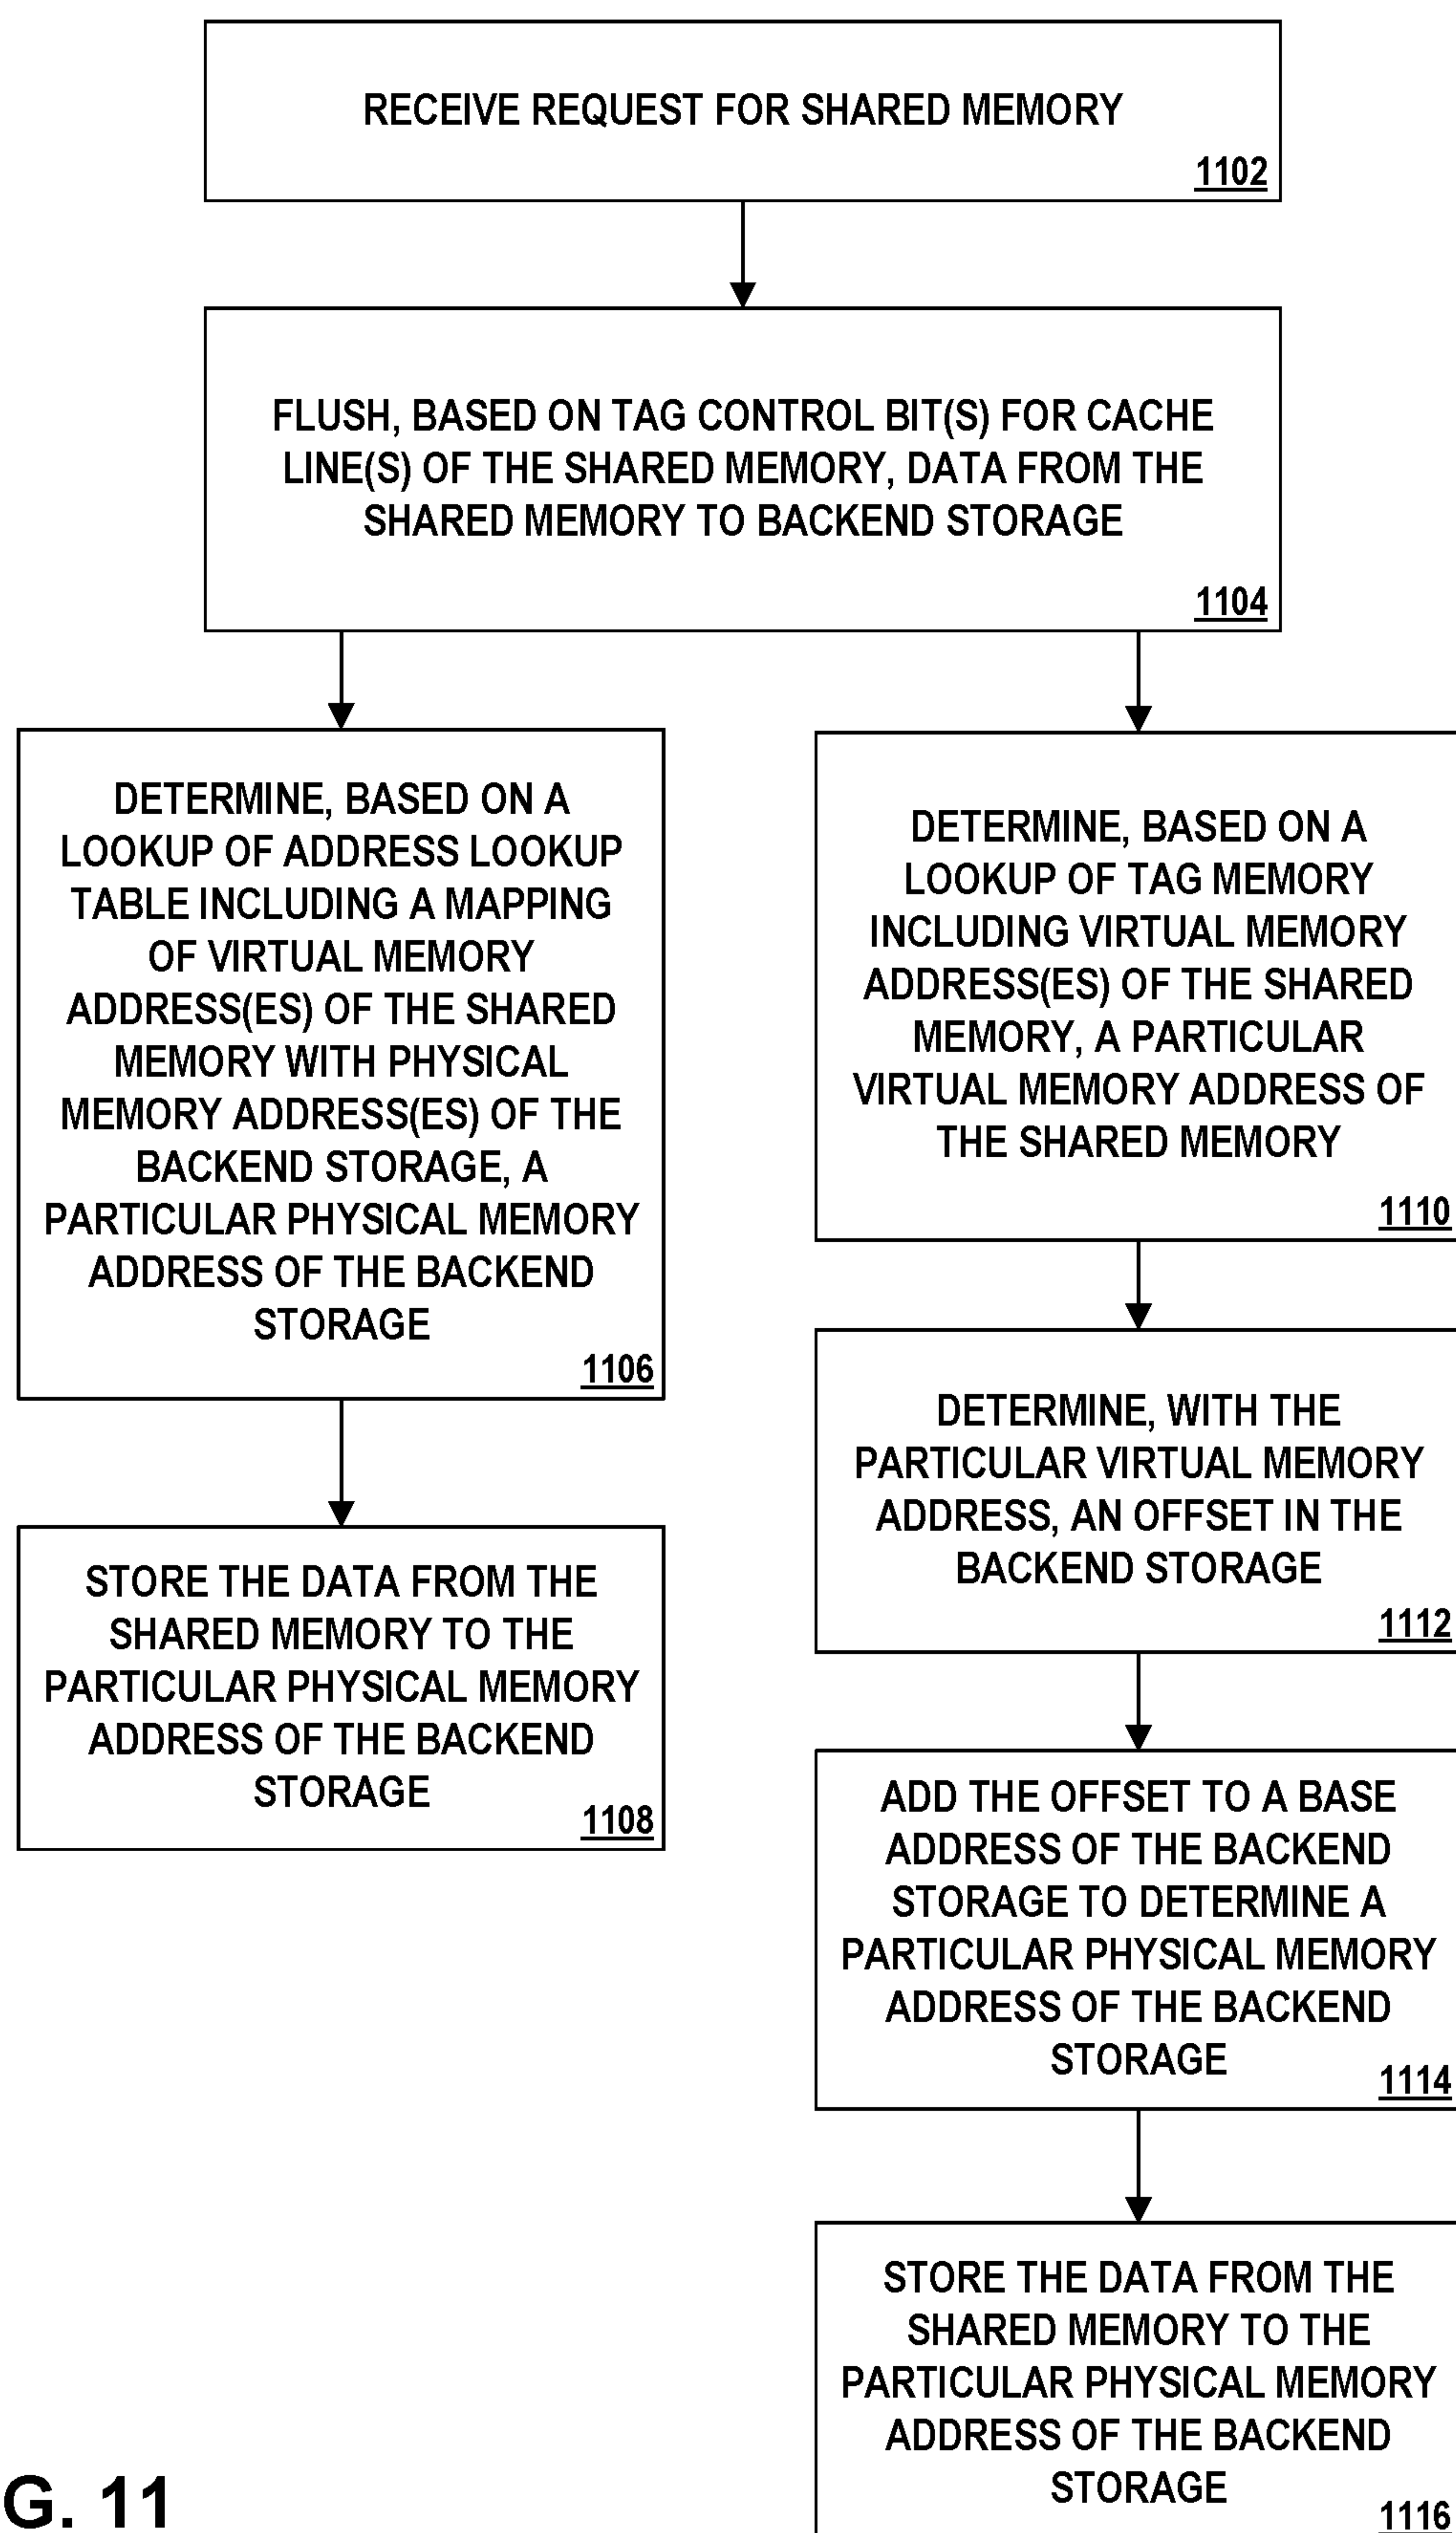 RECEIVE REQUEST FOR SHARED MEMORY
1102
FLUSH, BASED ON TAG CONTROL BIT(S) FOR CACHE
LINE(S) OF THE SHARED MEMORY, DATA FROM THE
SHARED MEMORY TO BACKEND STORAGE
1104
DETERMINE, BASED ON A
LOOKUP OF ADDRESS LOOKUP
TABLE INCLUDING A MAPPING
OF VIRTUAL MEMORY
ADDRESS(ES) OF THE SHARED
MEMORY WITH PHYSICAL
MEMORY ADDRESS(ES) OF THE
BACKEND STORAGE, A
PARTICULAR PHYSICAL MEMORY
ADDRESS OF THE BACKEND
STORAGE
1106
STORE THE DATA FROM THE
SHARED MEMORY TO THE
PARTICULAR PHYSICAL MEMORY
ADDRESS OF THE BACKEND
STORAGE
1108
DETERMINE, BASED ON A
LOOKUP OF TAG MEMORY
INCLUDING VIRTUAL MEMORY
ADDRESS(ES) OF THE SHARED
MEMORY, A PARTICULAR
VIRTUAL MEMORY ADDRESS OF
THE SHARED MEMORY
1110
DETERMINE, WITH THE
PARTICULAR VIRTUAL MEMORY
ADDRESS, AN OFFSET IN THE
BACKEND STORAGE
1112
ADD THE OFFSET TO A BASE
ADDRESS OF THE BACKEND
STORAGE TO DETERMINE A
PARTICULAR PHYSICAL MEMORY
ADDRESS OF THE BACKEND
STORAGE
1114
STORE THE DATA FROM THE
SHARED MEMORY TO THE
PARTICULAR PHYSICAL MEMORY
ADDRESS OF THE BACKEND
STORAGE
1116
G. 11